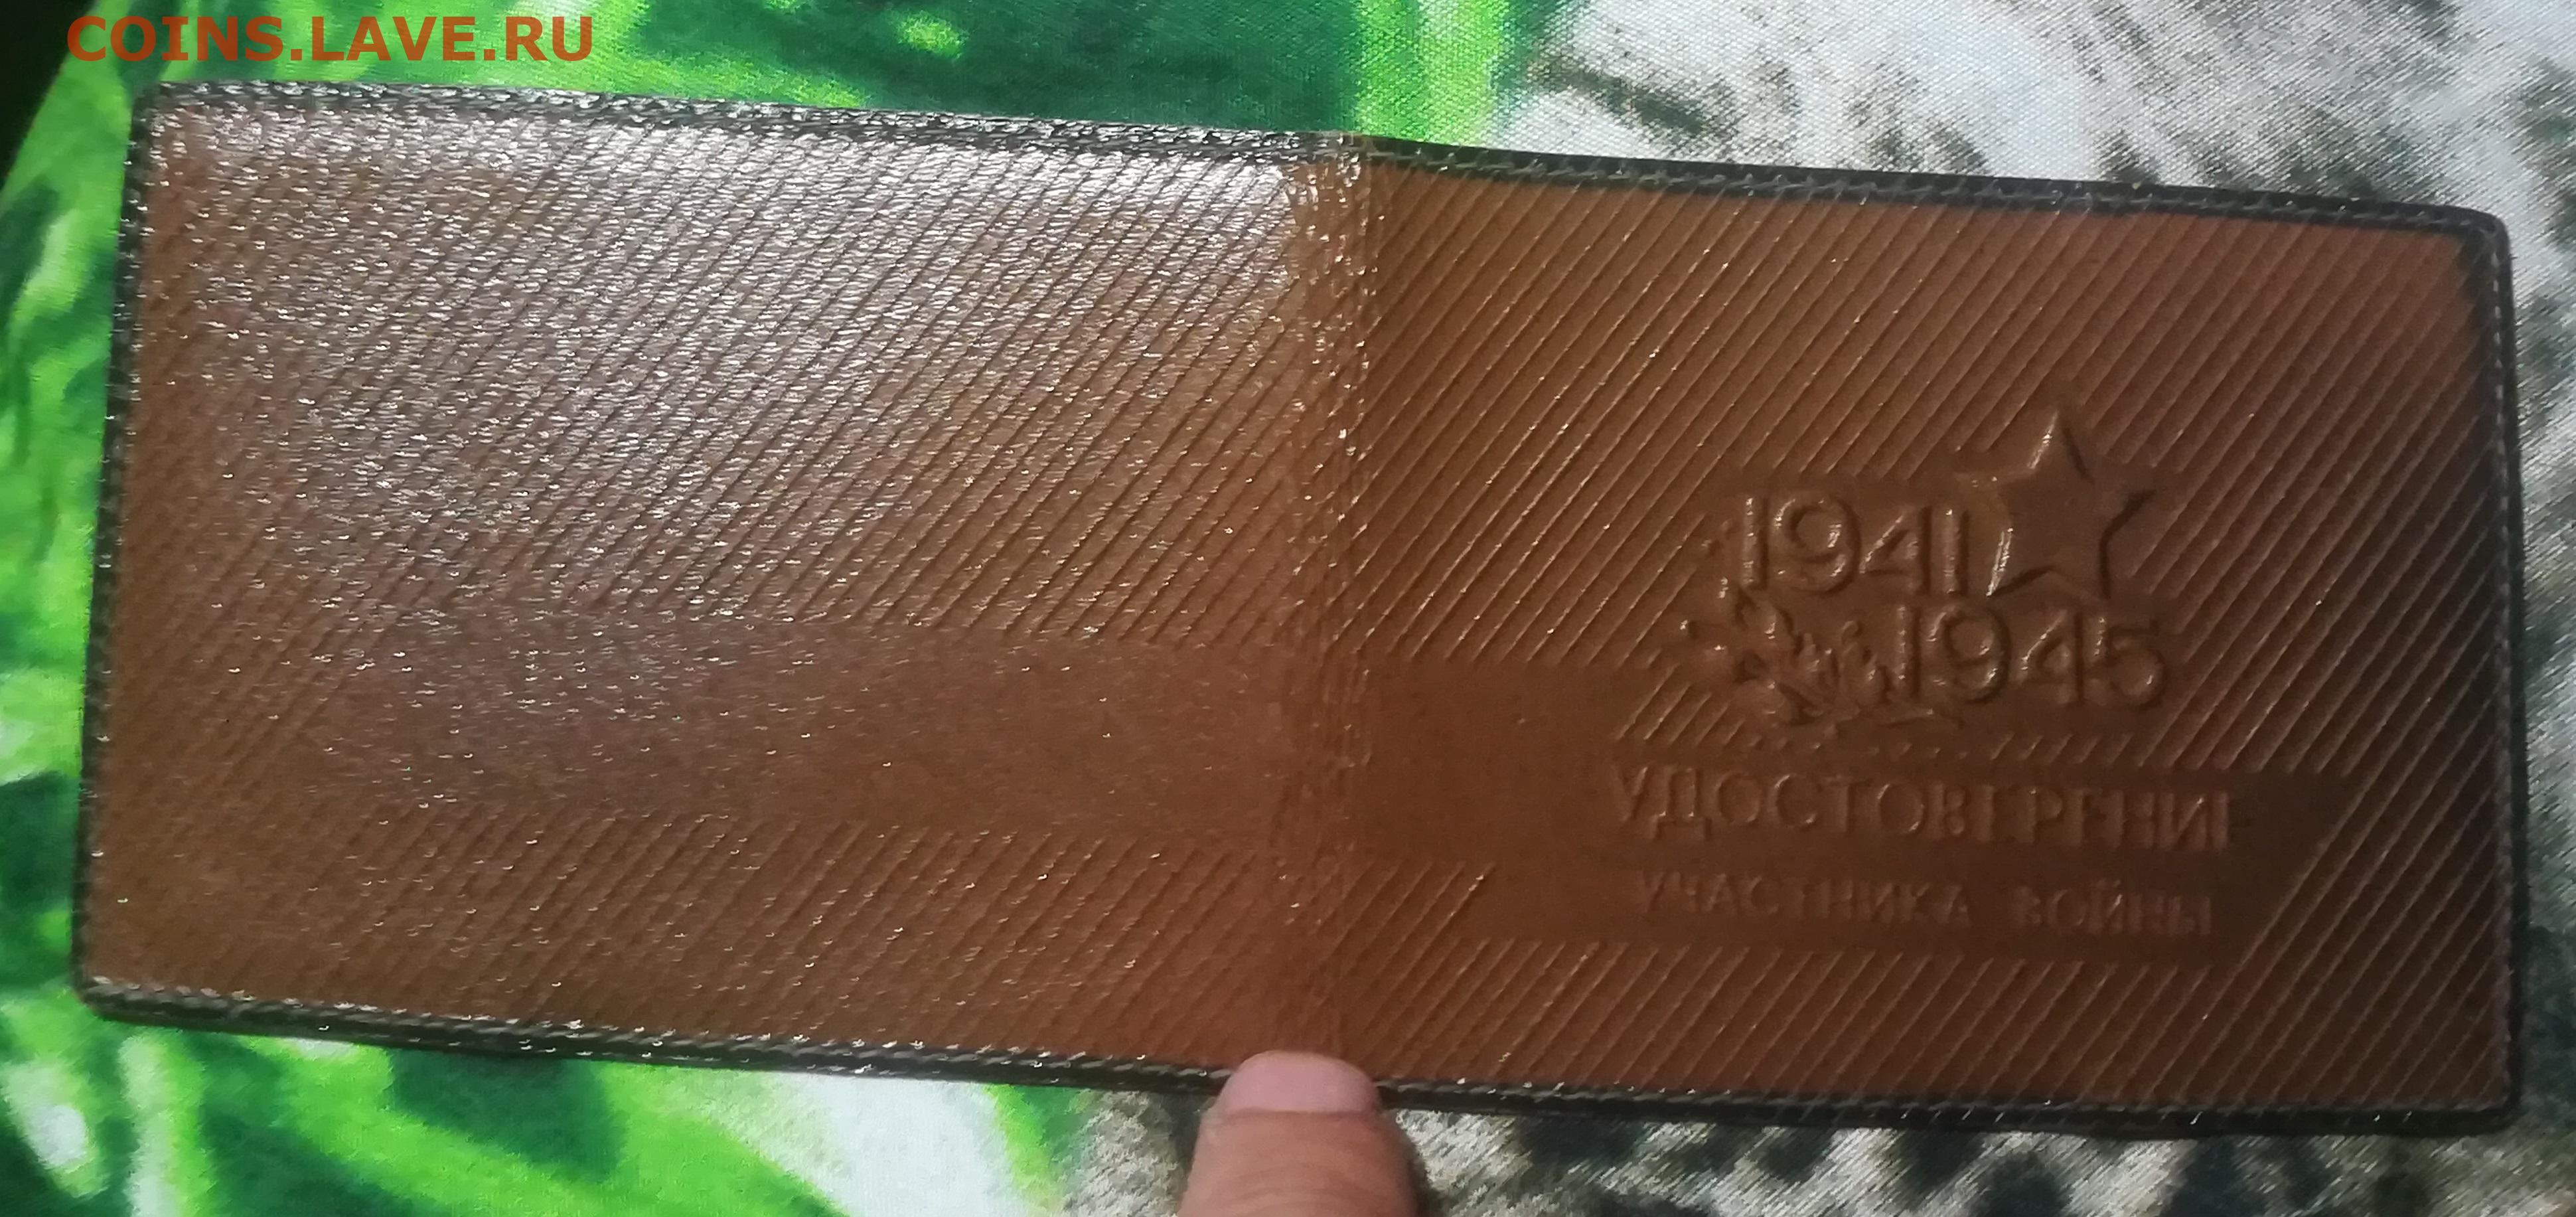 COINS.LAVE.RU
1941
1945
УДОСТОВЕРЕНИЕ
УЧАСТНИКА ВОЙНЫ